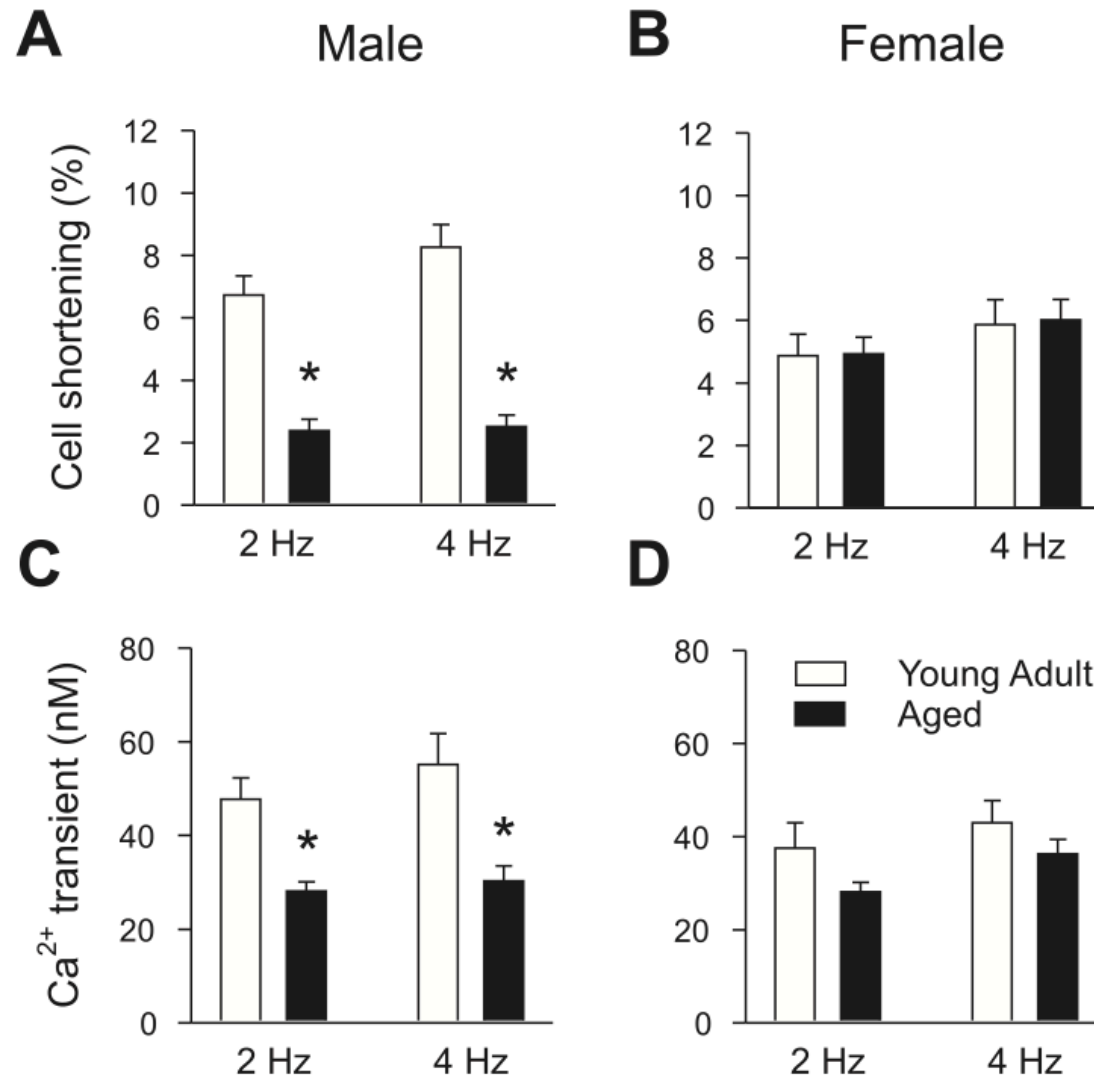 A Male
B Female
Cell shortening (%)
12
10
8
6
4
2
0
* *
2 Hz 4 Hz
12
10
8
6
4
2
0
2 Hz 4 Hz
C
Ca²⁺ transient (nM)
80
60
40
20
0
* *
2 Hz 4 Hz
D
80
60
40
20
0
Young Adult
Aged
2 Hz 4 Hz